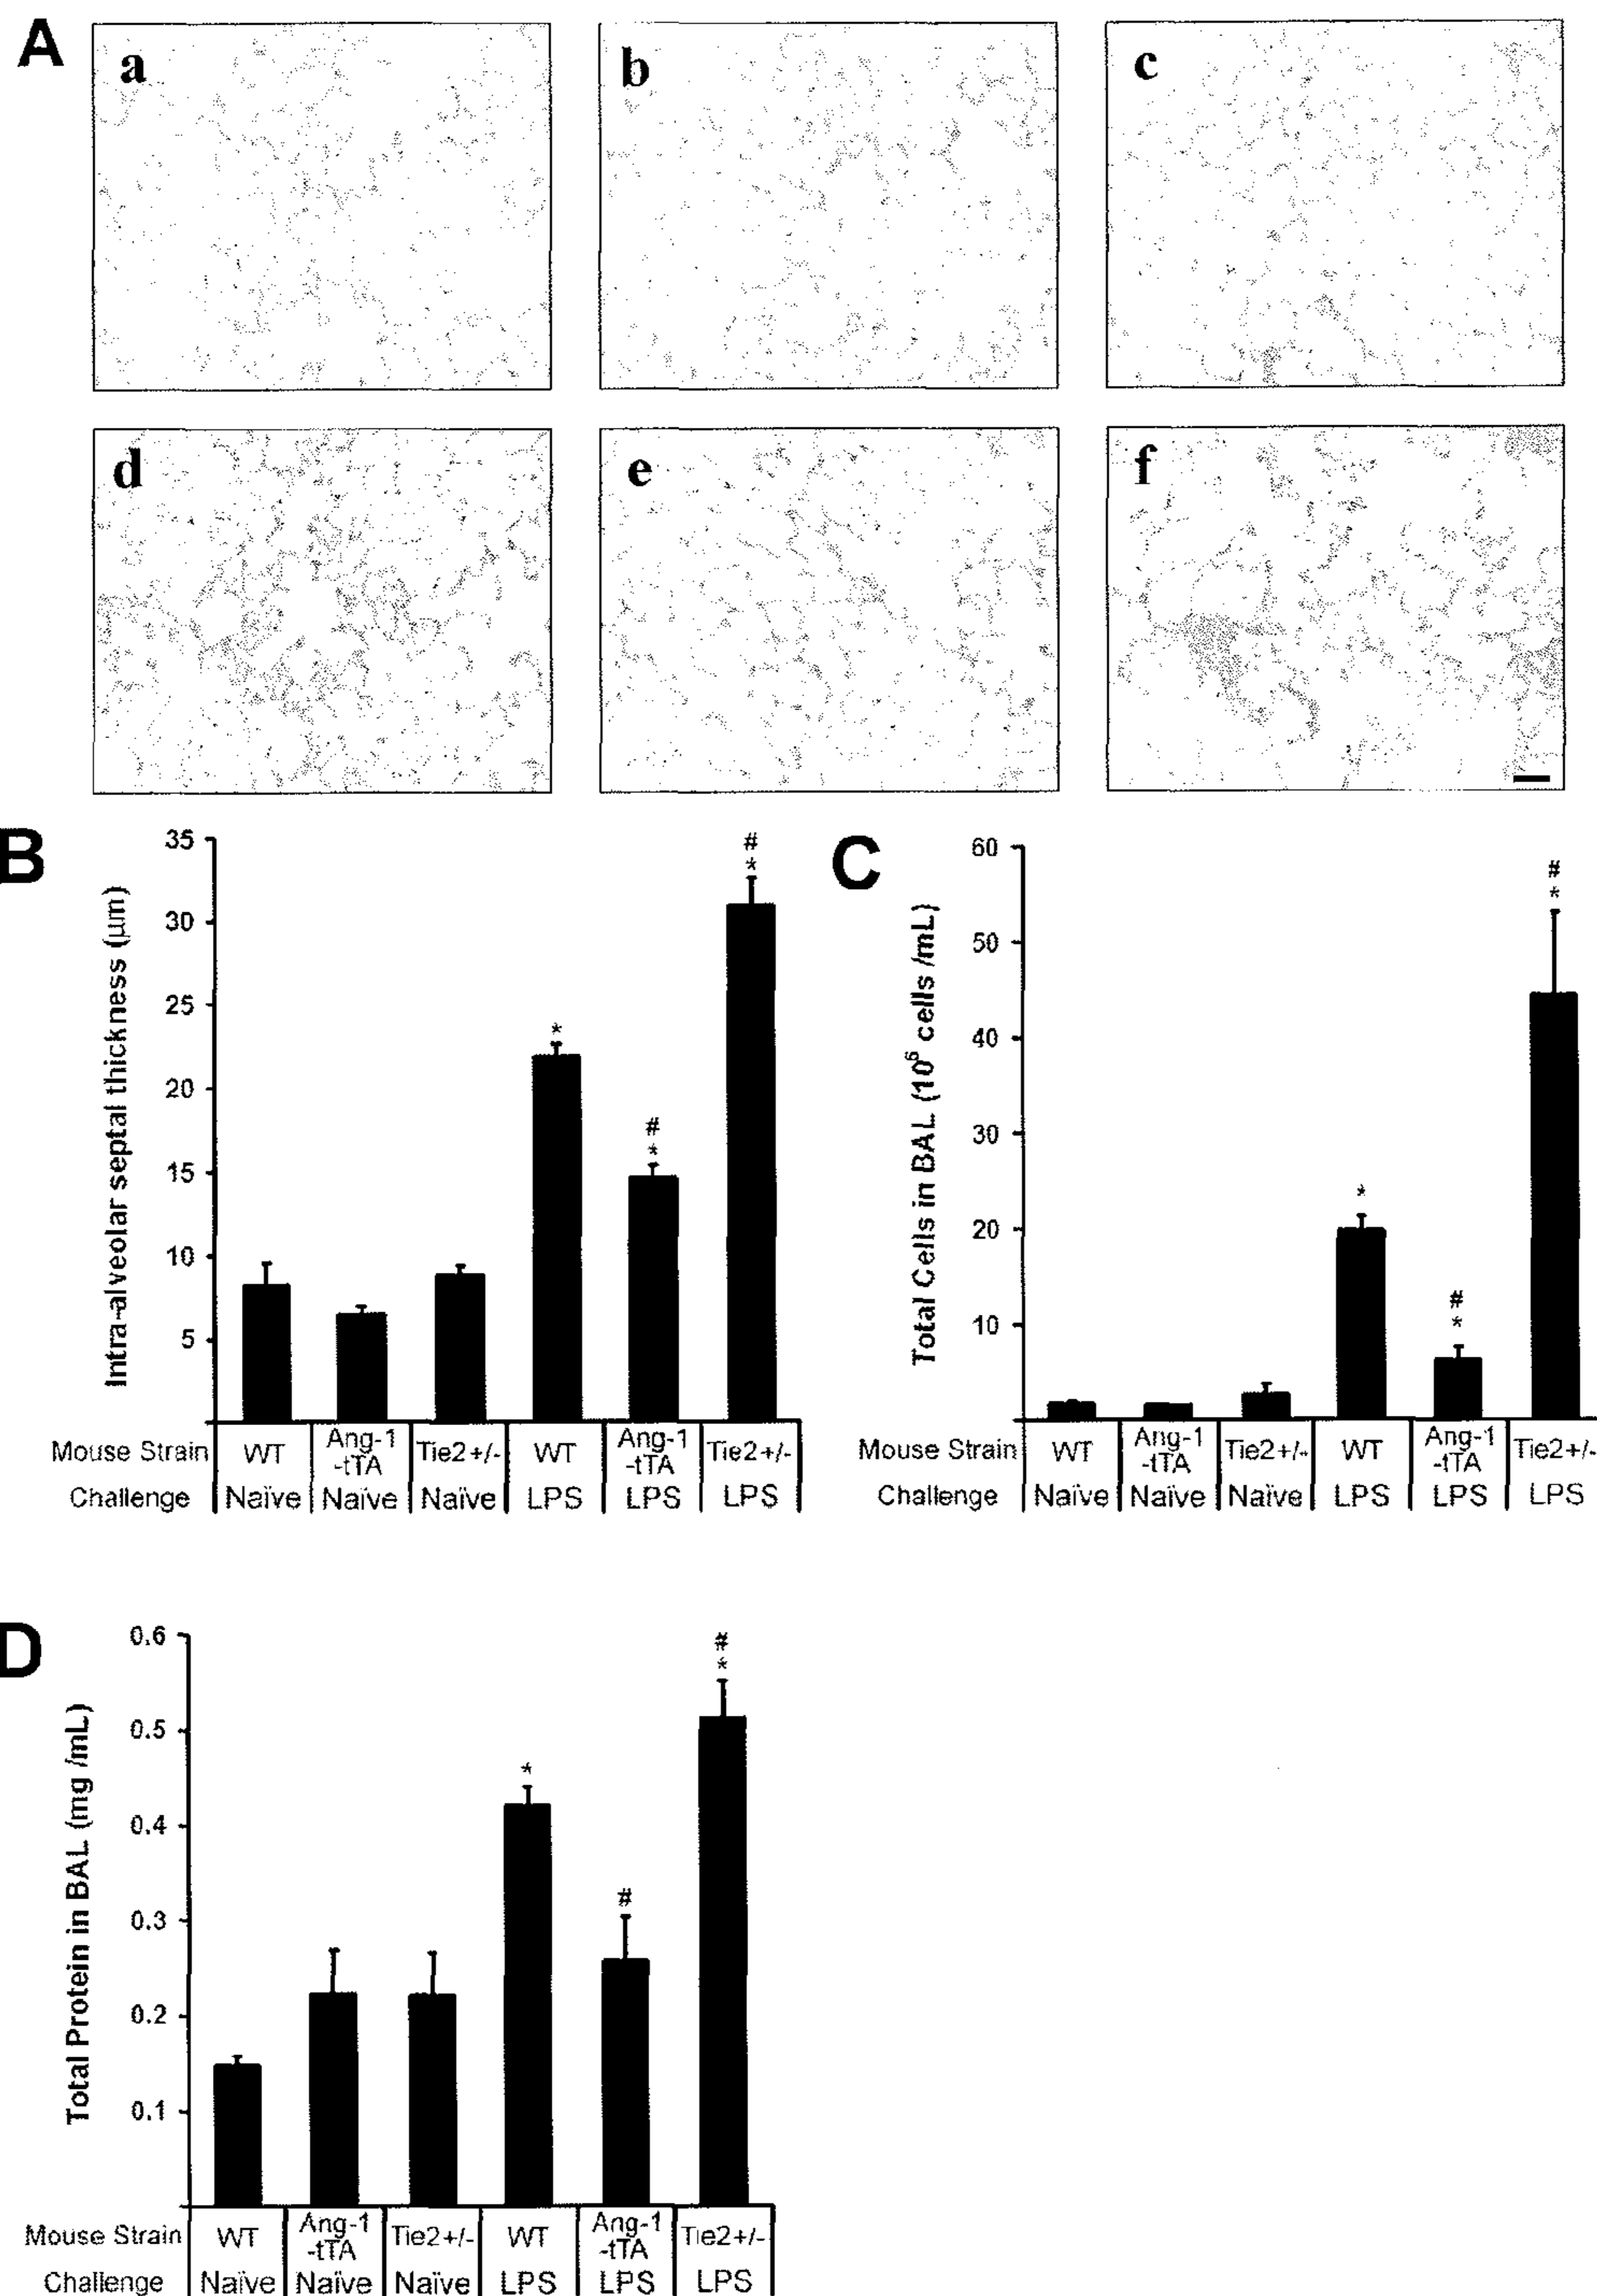 A
a
b
c
d
e
f
B
35
30
25
20
15
10
5
Intra-alveolar septal thickness (µm)
#
*
*
#
*
Mouse Strain WT Ang-1 -tTA Tie2+/- WT Ang-1 -tTA Tie2+/-
Challenge Naïve Naïve Naïve LPS LPS LPS
C
60
50
40
30
20
10
Total Cells in BAL (10⁶ cells /mL)
#
*
*
#
*
Mouse Strain WT Ang-1 -tTA Tie2+/- WT Ang-1 -tTA Tie2+/-
Challenge Naïve Naïve Naïve LPS LPS LPS
D
0.6
0.5
0.4
0.3
0.2
0.1
Total Protein in BAL (mg /mL)
#
*
*
#
Mouse Strain WT Ang-1 -tTA Tie2+/- WT Ang-1 -tTA Tie2+/-
Challenge Naïve Naïve Naïve LPS LPS LPS